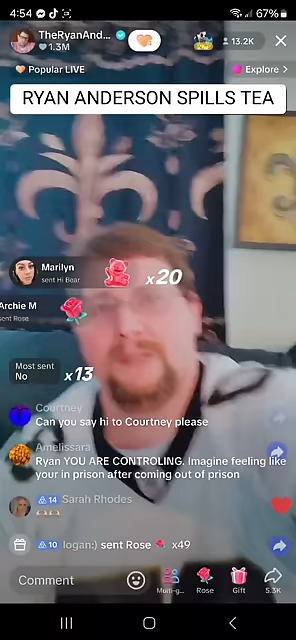 4:54 67%
TheRyanAnd...
1.3M
13.2K
Popular LIVE
Explore >
RYAN ANDERSON SPILLS TEA
Marilyn
sent Hi Bear
x20
Archie M
sent Rose
Most sent
No
x13
Courtney
Can you say hi to Courtney please
Amelissara
Ryan YOU ARE CONTROLING. Imagine feeling like
your in prison after coming out of prison
14 Sarah Rhodes
10 logan:) sent Rose x49
Comment
Multi-g...
Rose
Gift
5.3K